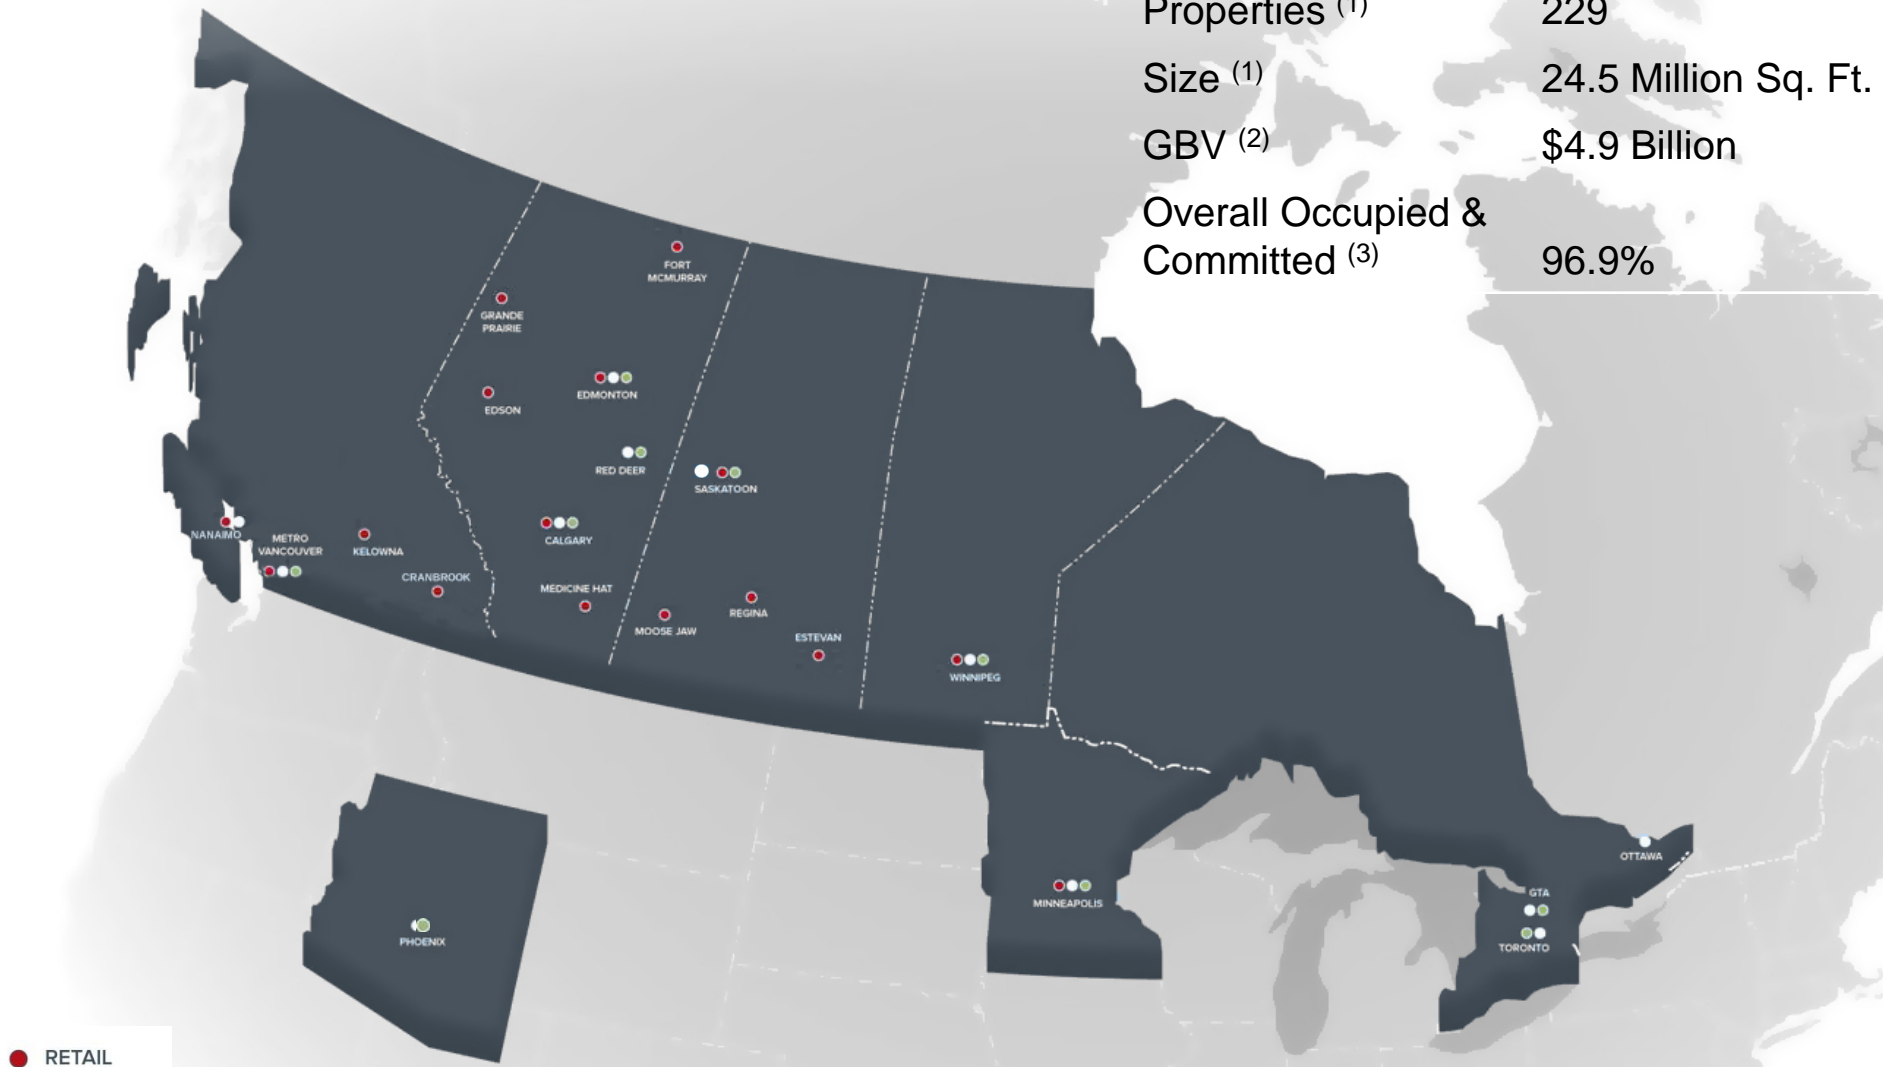 Properties (1) 229
Size (1) 24.5 Million Sq. Ft.
GBV (2) $4.9 Billion
Overall Occupied &
Committed (3) 96.9%
FORT
MCMURRAY
GRANDE
PRAIRIE
EDMONTON
EDSON
RED DEER
SASKATOON
NANAIMO
METRO
VANCOUVER
KELOWNA
CALGARY
CRANBROOK
MEDICINE HAT
MOOSE JAW
REGINA
ESTEVAN
WINNIPEG
OTTAWA
MINNEAPOLIS
GTA
TORONTO
PHOENIX
RETAIL